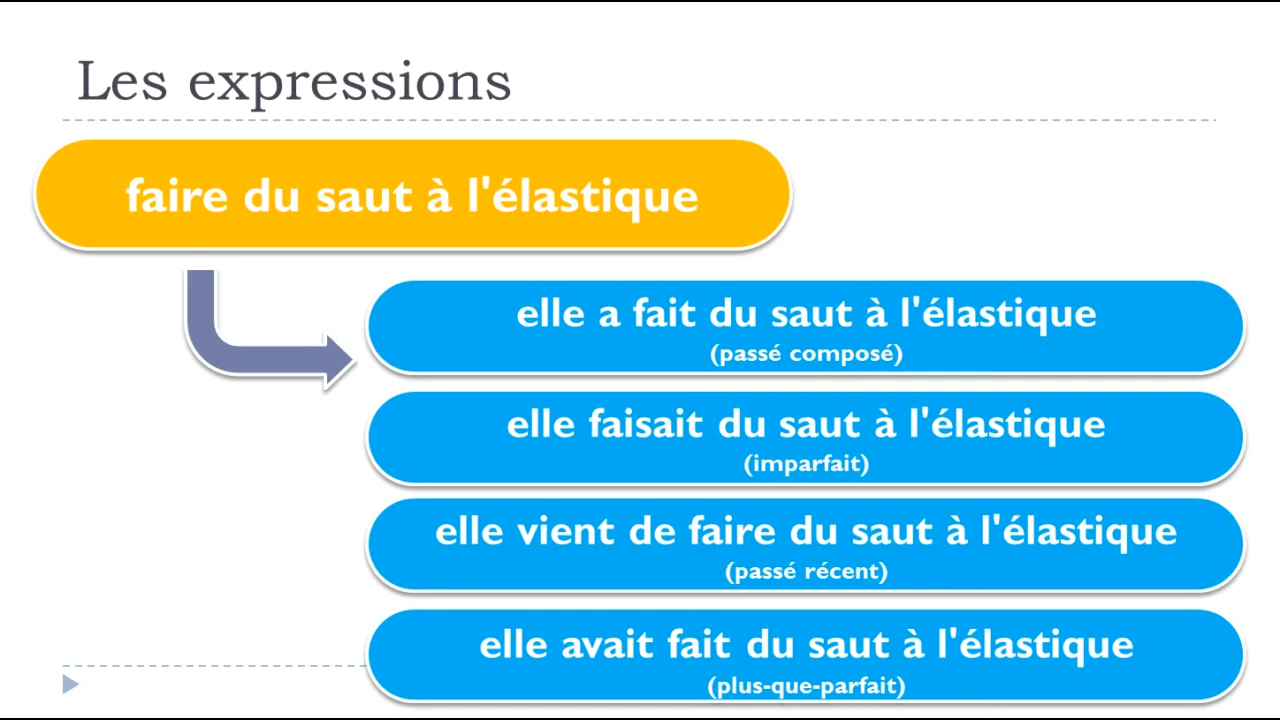 Les expressions
faire du saut à l'élastique
elle a fait du saut à l'élastique
(passé composé)
elle faisait du saut à l'élastique
(imparfait)
elle vient de faire du saut à l'élastique
(passé récent)
elle avait fait du saut à l'élastique
(plus-que-parfait)